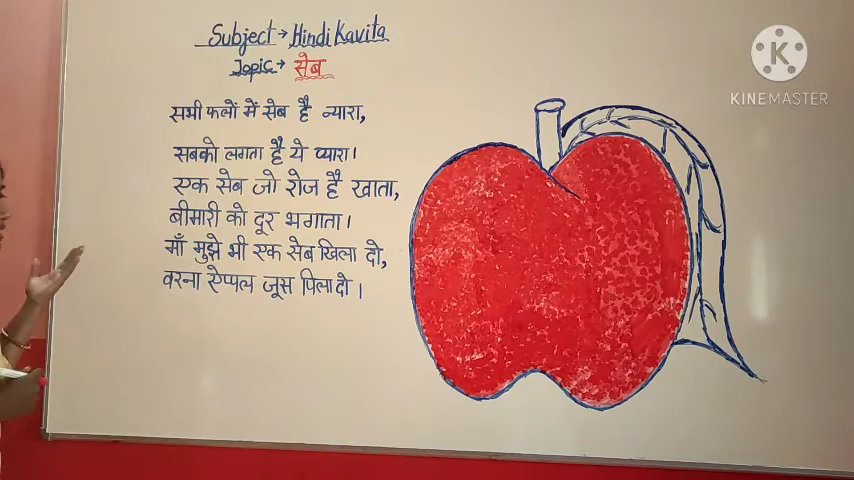 Subject → Hindi Kavita
Topic → सेब
सभी फलों में सेब है न्यारा,
सबको लगता है ये प्यारा।
एक सेब जो रोज है खाता,
बीमारी को दूर भगाता।
माँ मुझे भी एक सेब खिला दो,
वरना ऐप्पल जूस पिला दो।
K
KINEMASTER